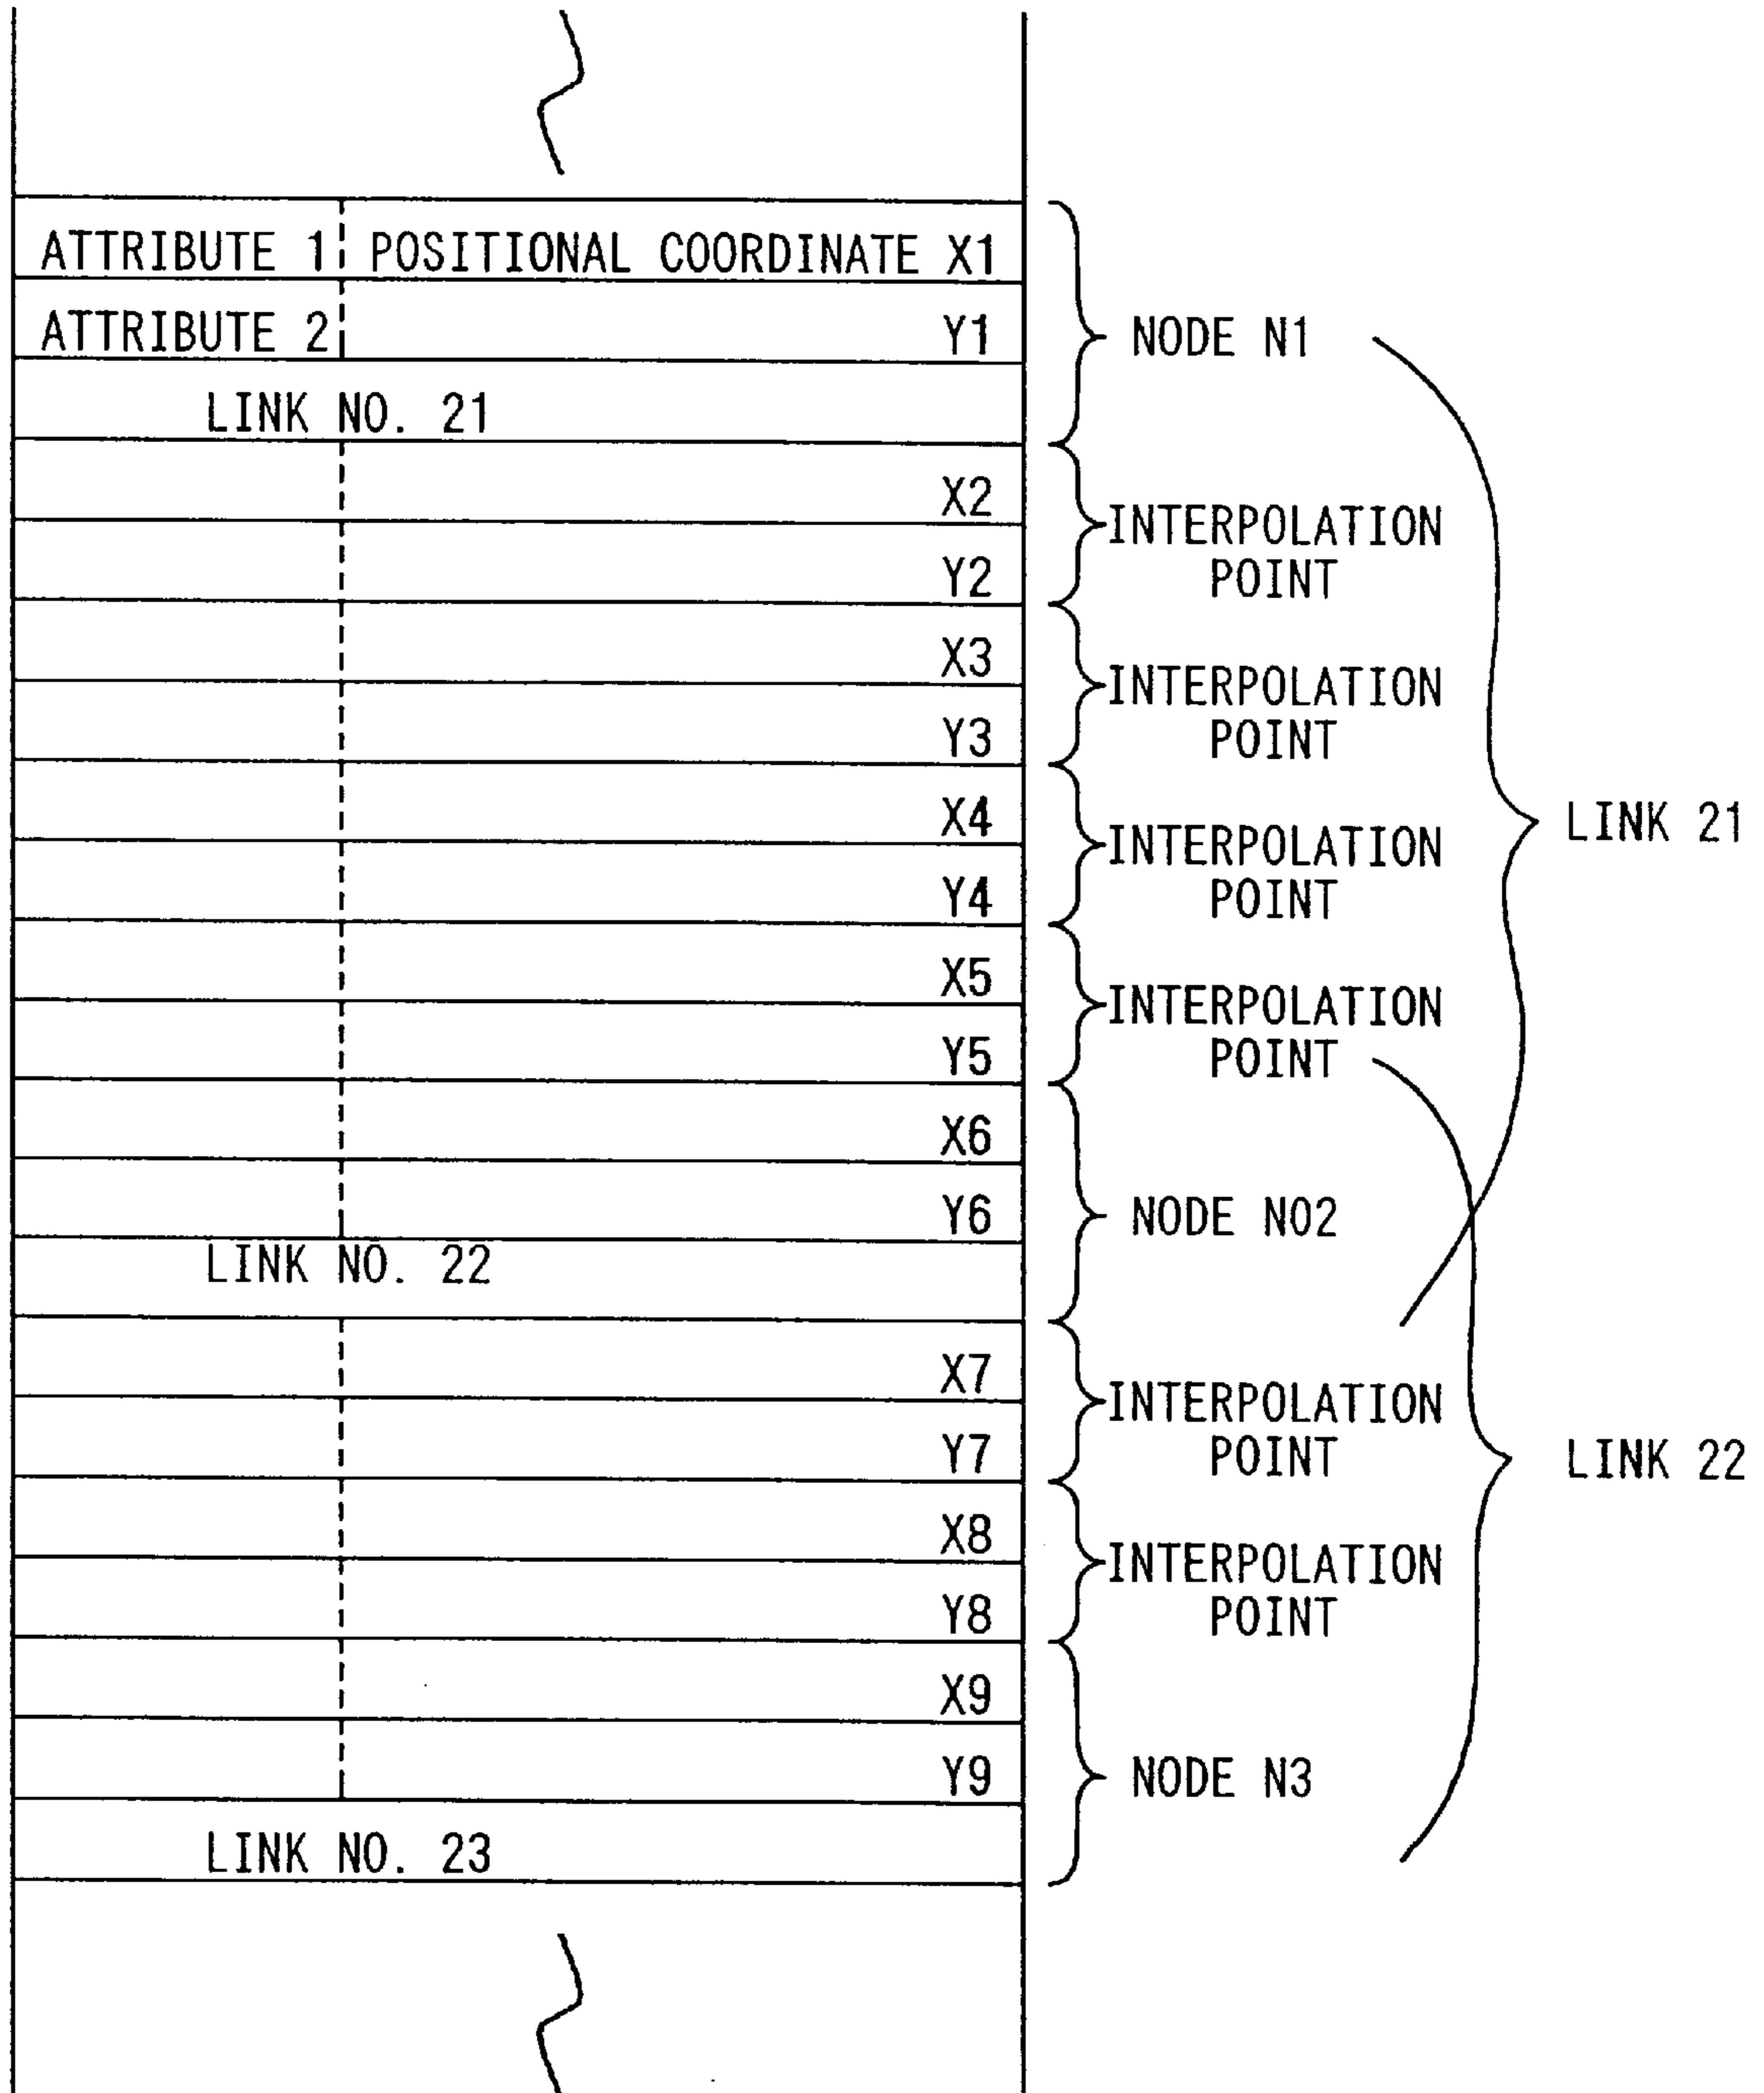 ATTRIBUTE 1 POSITIONAL COORDINATE X1
ATTRIBUTE 2 Y1
NODE N1
LINK NO. 21
X2
INTERPOLATION
POINT
Y2
X3
INTERPOLATION
POINT
Y3
X4
INTERPOLATION
POINT
Y4
LINK 21
X5
INTERPOLATION
POINT
Y5
X6
Y6
NODE N02
LINK NO. 22
X7
INTERPOLATION
POINT
Y7
LINK 22
X8
INTERPOLATION
POINT
Y8
X9
Y9
NODE N3
LINK NO. 23